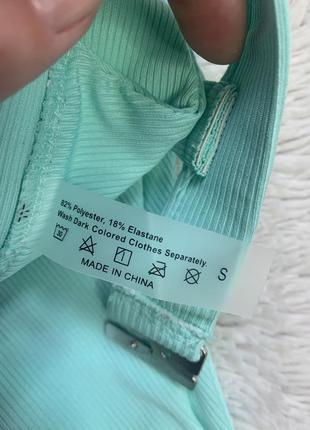 82% Polyester, 18% Elastane
Wash Dark Colored Clothes Separately.
30
S
MADE IN CHINA